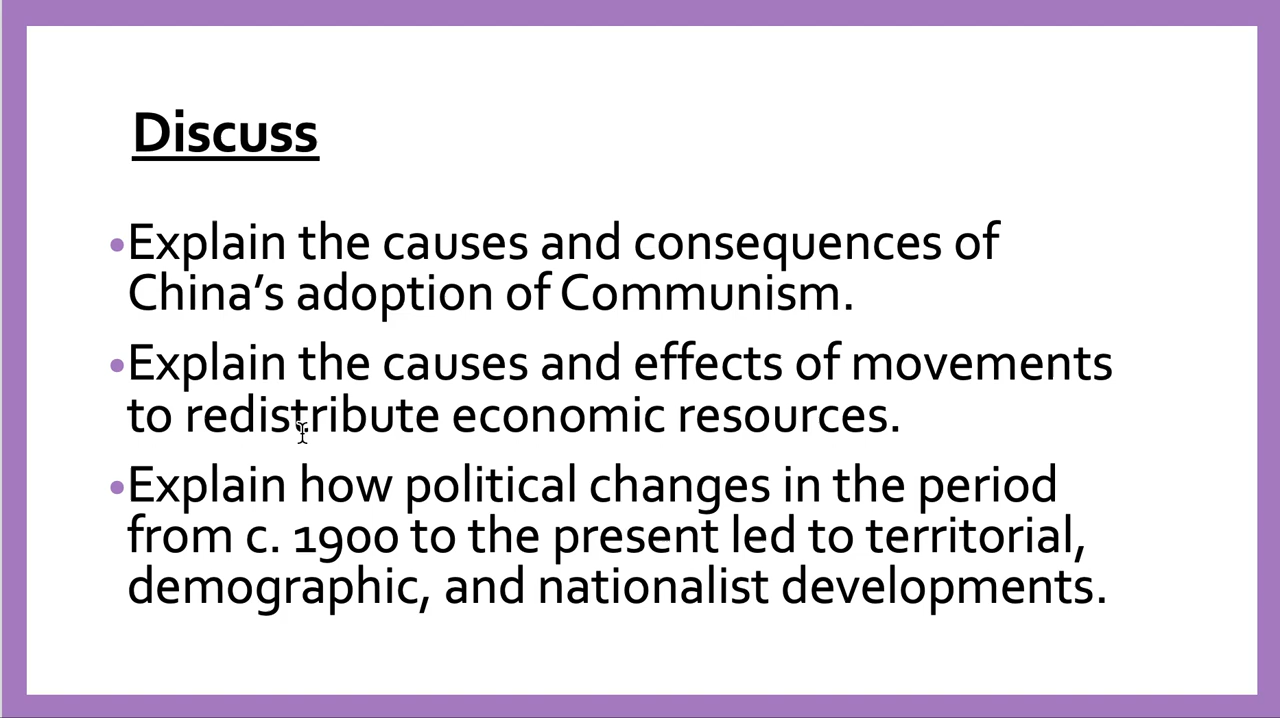 Discuss
•Explain the causes and consequences of
China’s adoption of Communism.
•Explain the causes and effects of movements
to redistribute economic resources.
•Explain how political changes in the period
from c. 1900 to the present led to territorial,
demographic, and nationalist developments.